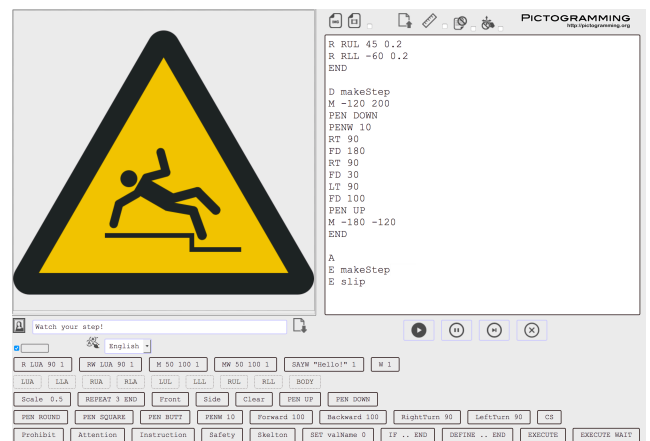 PICTOGRAMMING
http://pictogramming.org
R RUL 45 0.2
R RLL -60 0.2
END
D makeStep
M -120 200
PEN DOWN
PENW 10
RT 90
FD 180
RT 90
FD 30
LT 90
FD 100
PEN UP
M -180 -120
END
A
E makeStep
E slip
Watch your step!
English
R LUA 90 1 RW LUA 90 1 M 50 100 1 MW 50 100 1 SAYW "Hello!" 1 W 1
LUA LLA RUA RLA LUL LLL RUL RLL BODY
Scale 0.5 REPEAT 3 END Front Side Clear PEN UP PEN DOWN
PEN ROUND PEN SQUARE PEN BUTT PENW 10 Forward 100 Backward 100 RightTurn 90 LeftTurn 90 CS
Prohibit Attention Instruction Safety Skelton SET valName 0 IF .. END DEFINE .. END EXECUTE EXECUTE WAIT